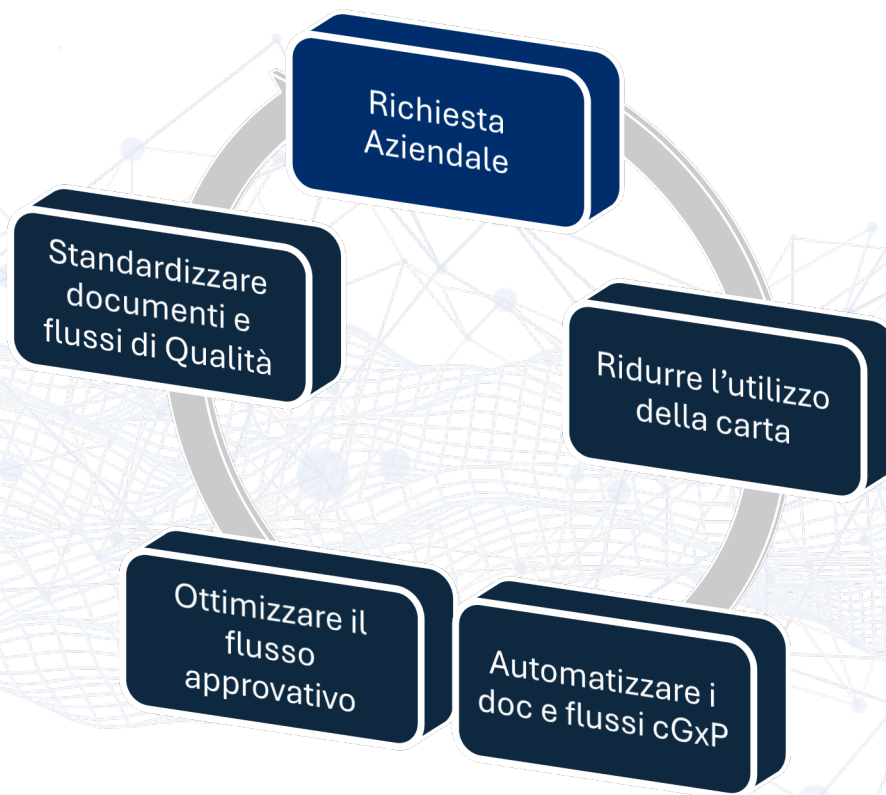 Richiesta
Aziendale
Ridurre l’utilizzo
della carta
Automatizzare i
doc e flussi cGxP
Ottimizzare il
flusso
approvativo
Standardizzare
documenti e
flussi di Qualità